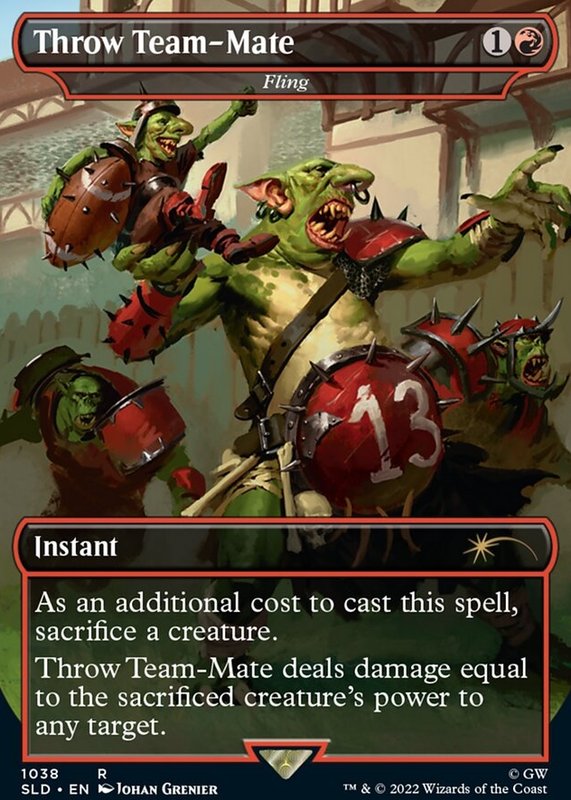 Throw Team-Mate 1
Fling
13
Instant
As an additional cost to cast this spell,
sacrifice a creature.
Throw Team-Mate deals damage equal
to the sacrificed creature's power to
any target.
1038 R © GW
SLD • EN Johan Grenier ™ & © 2022 Wizards of the Coast